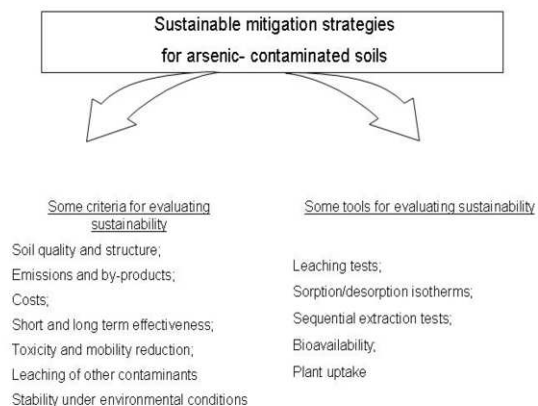 Sustainable mitigation strategies
for arsenic- contaminated soils
Some criteria for evaluating
sustainability
Soil quality and structure;
Emissions and by-products;
Costs;
Short and long term effectiveness;
Toxicity and mobility reduction;
Leaching of other contaminants
Stability under environmental conditions
Some tools for evaluating sustainability
Leaching tests;
Sorption/desorption isotherms;
Sequential extraction tests;
Bioavailability;
Plant uptake